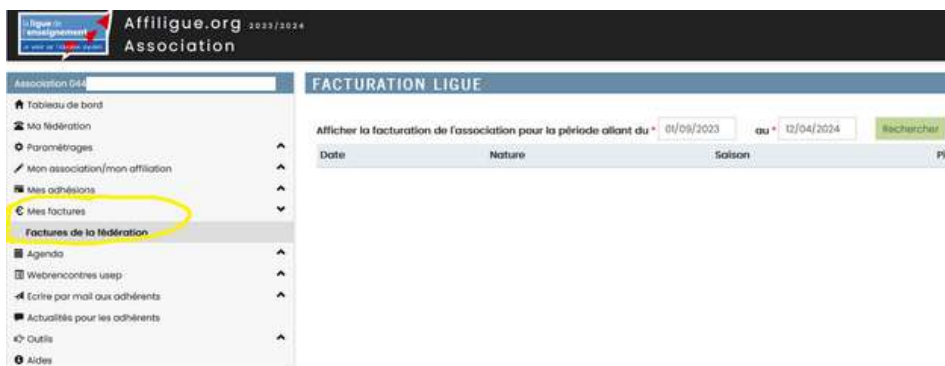 la ligue de
l'enseignement
Affiligue.org 2023/2024
Association
Association 044
Tableau de bord
Ma fédération
Paramétrages
Mon association/mon affiliation
Mes adhésions
€ Mes factures
Factures de la fédération
Agenda
Webrencontres usep
Ecrire par mail aux adhérents
Actualités pour les adhérents
Outils
Aides
FACTURATION LIGUE
Afficher la facturation de l'association pour la période allant du * 01/09/2023 au * 12/04/2024 Rechercher
Date Nature Saison